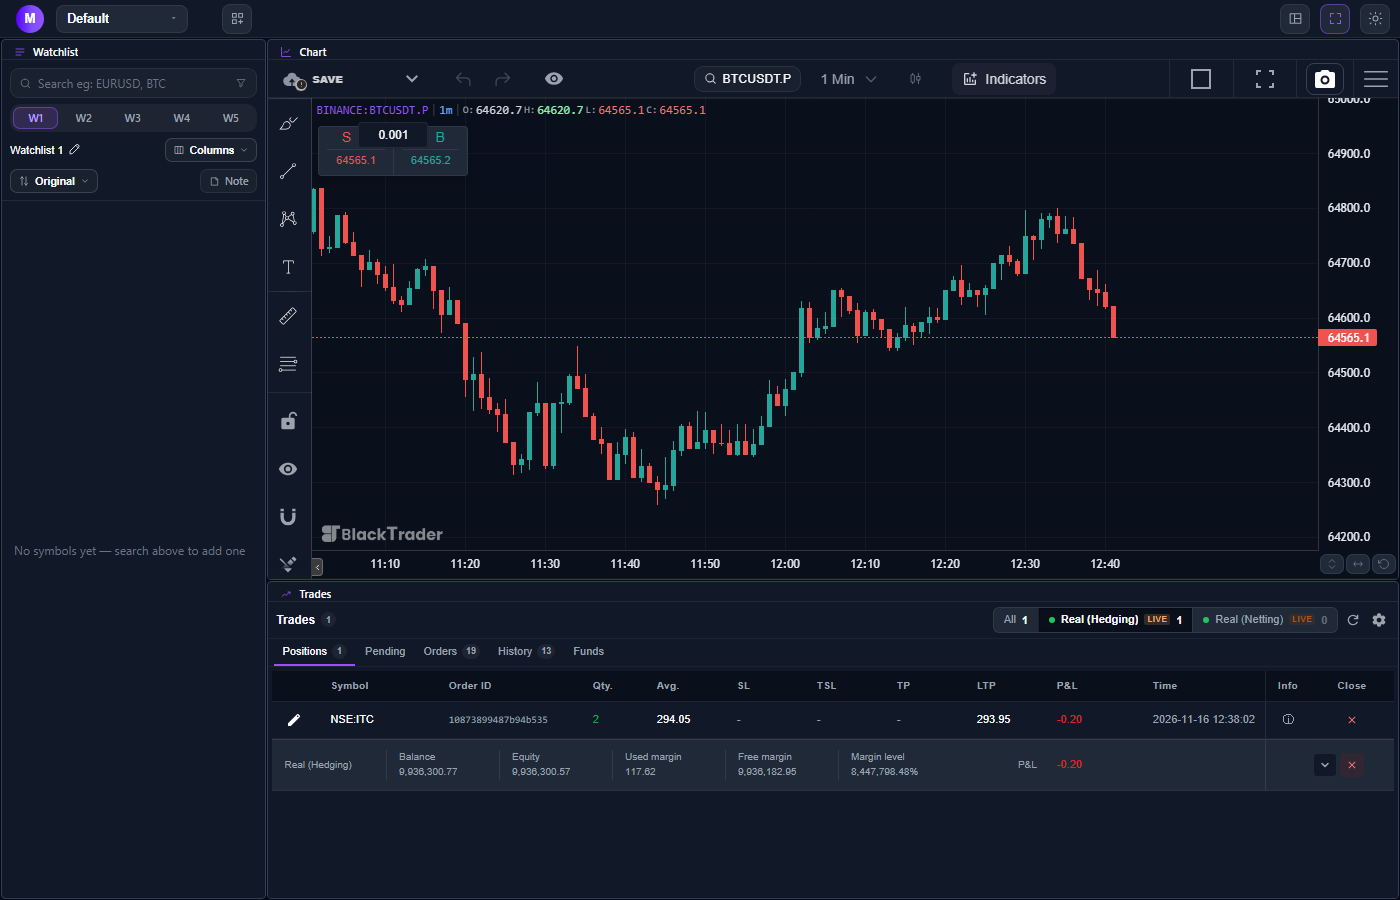 M Default
Watchlist
Search eg: EURUSD, BTC
W1 W2 W3 W4 W5
Watchlist 1 Columns
Original Note
No symbols yet — search above to add one
Chart
SAVE BTCUSDT.P 1 Min Indicators
BINANCE:BTCUSDT.P 1m O: 64620.7 H: 64620.7 L: 64565.1 C: 64565.1
S 0.001 B
64565.1 64565.2
65000.0
64900.0
64800.0
64700.0
64600.0
64565.1
64500.0
64400.0
64300.0
64200.0
BlackTrader
11:10 11:20 11:30 11:40 11:50 12:00 12:10 12:20 12:30 12:40
Trades
Trades 1 All 1 Real (Hedging) LIVE 1 Real (Netting) LIVE 0
Positions 1 Pending Orders 19 History 13 Funds
Symbol Order ID Qty. Avg. SL TSL TP LTP P&L Time Info Close
NSE:ITC 10873899487b94b535 2 294.05 - - - 293.95 -0.20 2026-11-16 12:38:02
Real (Hedging) Balance Equity Used margin Free margin Margin level P&L -0.20
9,936,300.77 9,936,300.57 117.62 9,936,182.95 8,447,798.48%